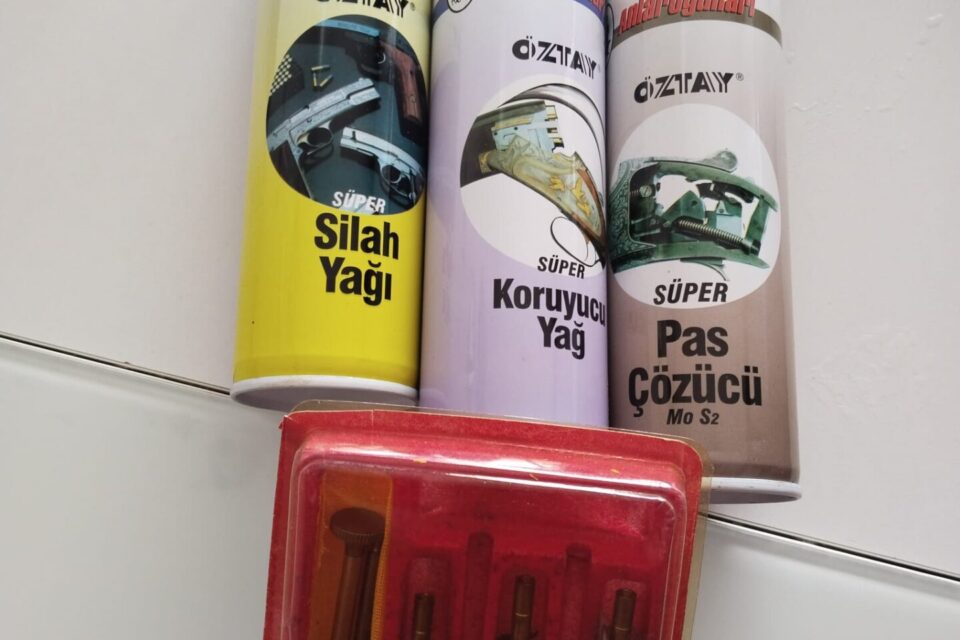 ÖZTAY
SÜPER
Silah
Yağı
ÖZTAY®
SÜPER
Koruyucu
Yağ
ÖZTAY®
SÜPER
Pas
Çözücü
Mo S2